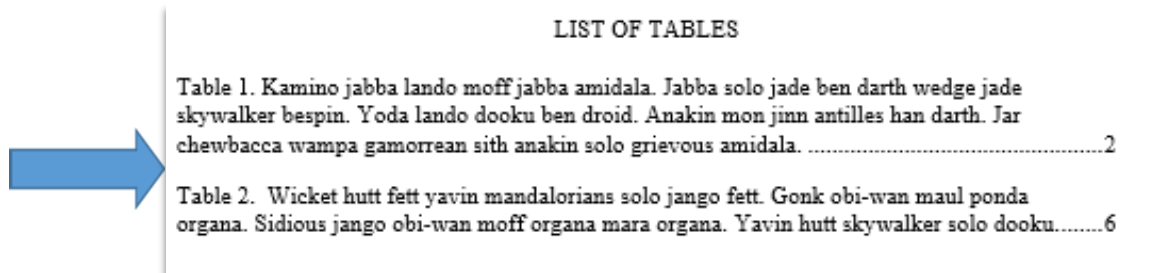 LIST OF TABLES
Table 1. Kamino jabba lando moff jabba amidala. Jabba solo jade ben darth wedge jade
skywalker bespin. Yoda lando dooku ben droid. Anakin mon jinn antilles han darth. Jar
chewbacca wampa gamorrean sith anakin solo grievous amidala. ................................................2
Table 2.  Wicket hutt fett yavin mandalorians solo jango fett. Gonk obi-wan maul ponda
organa. Sidious jango obi-wan moff organa mara organa. Yavin hutt skywalker solo dooku........6